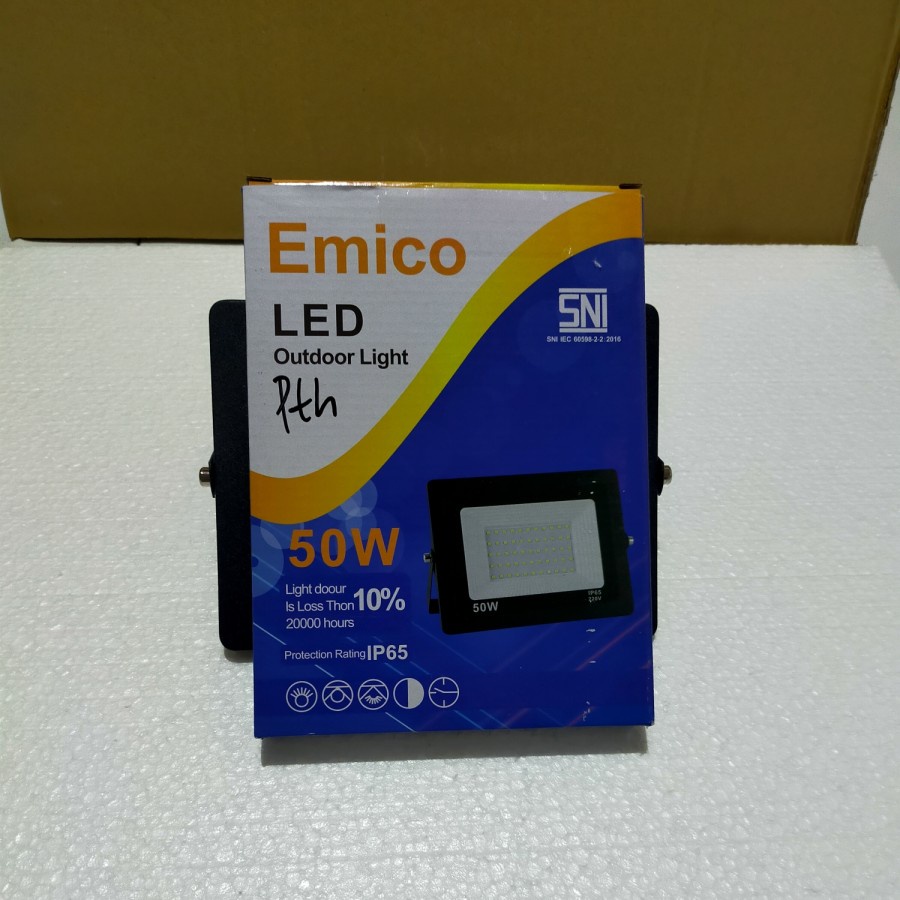 Emico
LED
Outdoor Light
Pth
SNI
SNI IEC 60598-2-2:2016
50W
Light doour
Is Loss Thon 10%
20000 hours
Protection Rating IP65
50W
IP65
220V